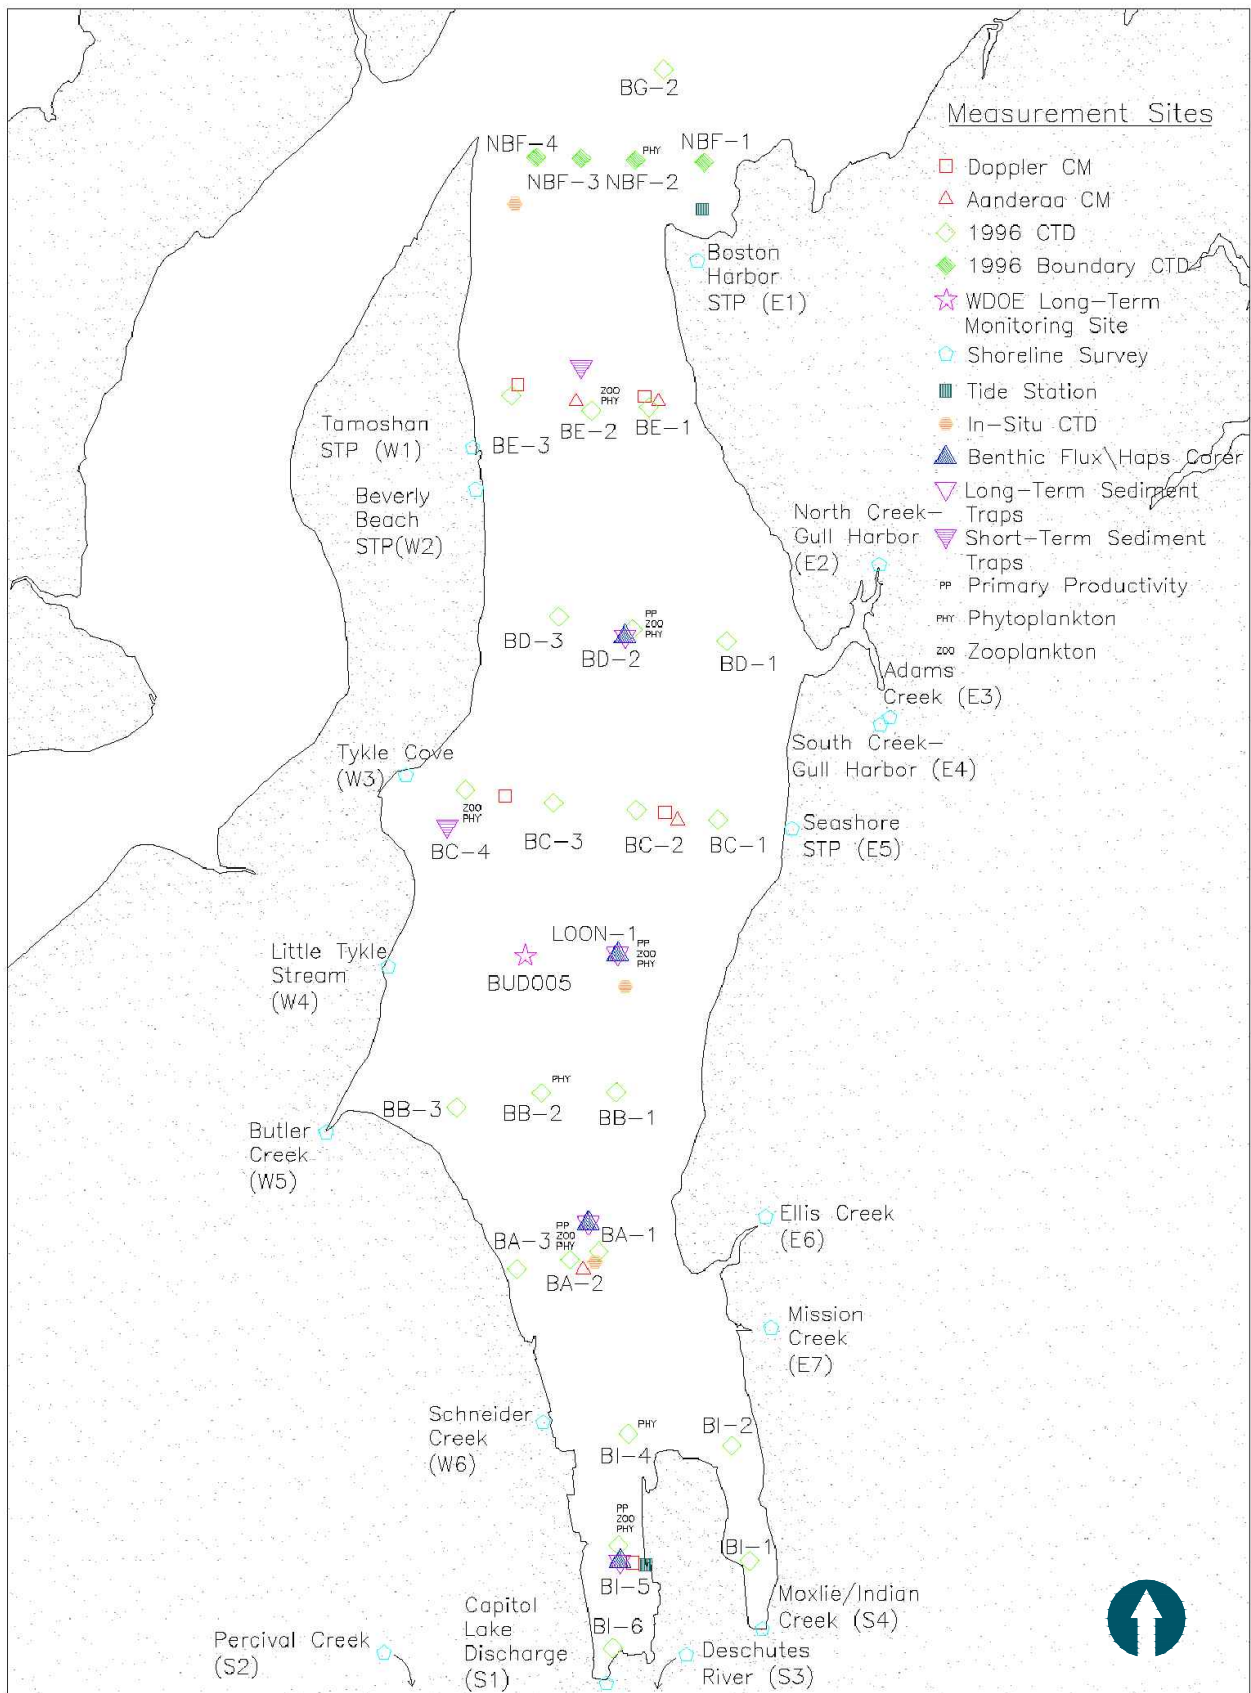 BG-2
Measurement Sites
NBF-4
PHY
NBF-1
NBF-3
NBF-2
Doppler CM
Aanderaa CM
1996 CTD
1996 Boundary CTD
WDOE Long-Term
Monitoring Site
Shoreline Survey
Tide Station
In-Situ CTD
Benthic Flux\Haps Corer
Long-Term Sediment
Traps
Short-Term Sediment
Traps
PP Primary Productivity
PHY Phytoplankton
ZOO Zooplankton
Boston
Harbor
STP (E1)
ZOO
PHY
BE-3
BE-2
BE-1
Tamoshan
STP (W1)
Beverly
Beach
STP(W2)
North Creek-
Gull Harbor
(E2)
PP
ZOO
PHY
BD-3
BD-2
BD-1
Adams
Creek (E3)
South Creek-
Gull Harbor (E4)
Tykle Cove
(W3)
ZOO
PHY
BC-4
BC-3
BC-2
BC-1
Seashore
STP (E5)
LOON-1
PP
ZOO
PHY
BUD005
Little Tykle
Stream
(W4)
PHY
BB-3
BB-2
BB-1
Butler
Creek
(W5)
Ellis Creek
(E6)
PP
ZOO
PHY
BA-3
BA-1
BA-2
Mission
Creek
(E7)
Schneider
Creek
(W6)
PHY
BI-4
BI-2
PP
ZOO
PHY
BI-1
BI-5
BI-6
Moxlie/Indian
Creek (S4)
Capitol
Lake
Discharge
(S1)
Percival Creek
(S2)
Deschutes
River (S3)